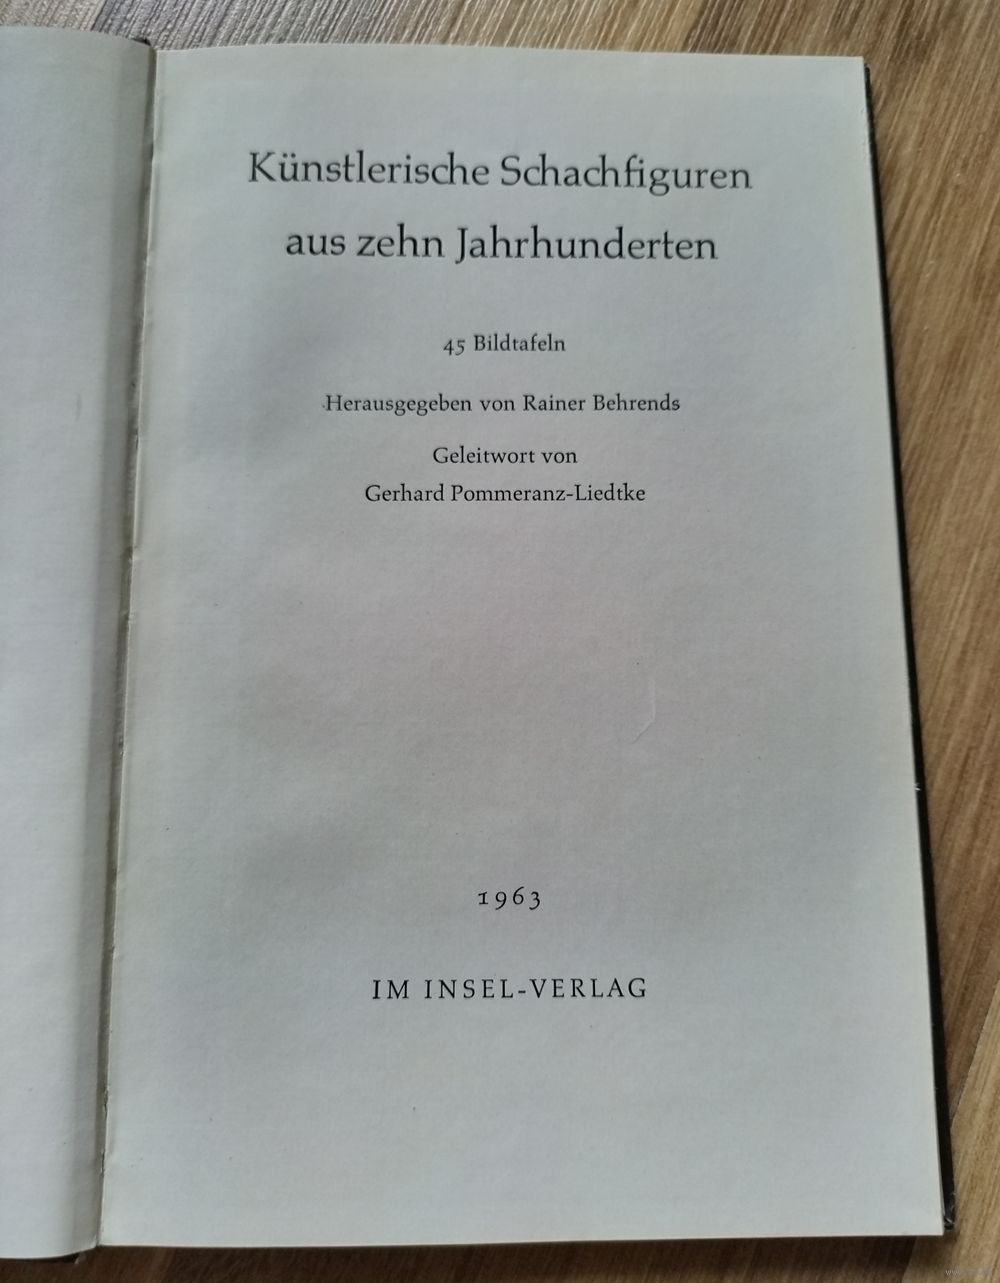 Künstlerische Schachfiguren
aus zehn Jahrhunderten
45 Bildtafeln
Herausgegeben von Rainer Behrends
Geleitwort von
Gerhard Pommeranz-Liedtke
1963
IM INSEL-VERLAG